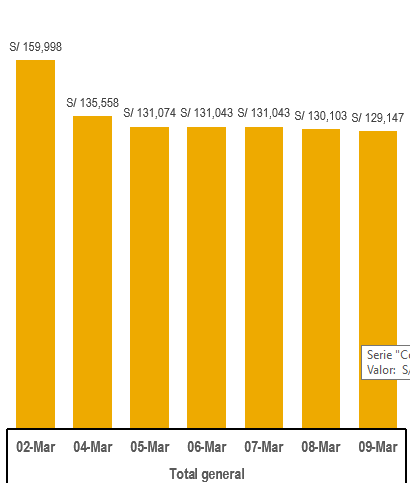 S/ 159,998
S/ 135,558
S/ 131,074
S/ 131,043
S/ 131,043
S/ 130,103
S/ 129,147
Serie "C
Valor: S/
02-Mar
04-Mar
05-Mar
06-Mar
07-Mar
08-Mar
09-Mar
Total general